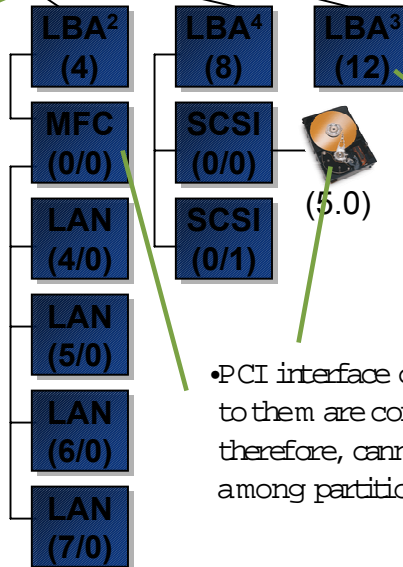 LBA² LBA⁴ LBA³
(4) (8) (12)
MFC SCSI
(0/0) (0/0)
(5.0)
LAN SCSI
(4/0) (0/1)
LAN
(5/0)
•PCI interface
to them are
therefore,
among
LAN
(6/0)
LAN
(7/0)